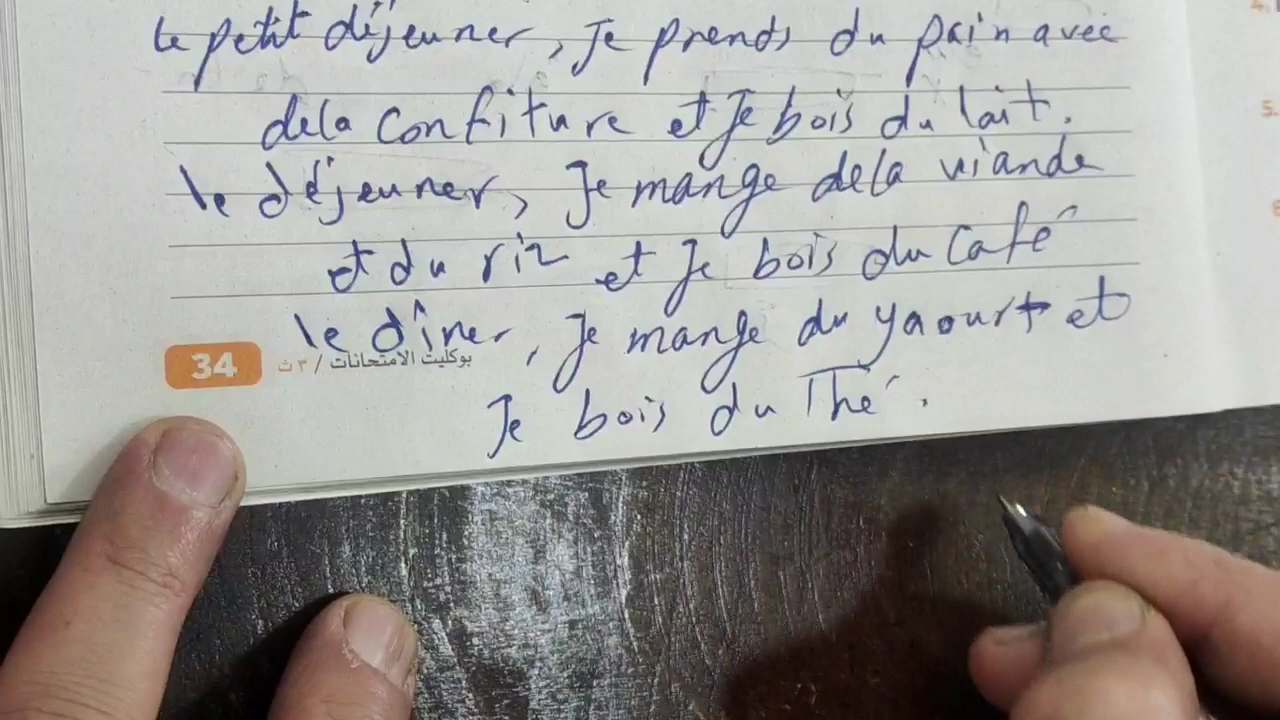 le petit déjeuner, Je prends du pain avec
dela confiture et Je bois du lait.
le déjeuner, Je mange dela viande
et du riz et Je bois du Café
le dîner, Je mange du yaourt et
34 بوكليت الامتحانات / ٣ ث
Je bois du Thé.
4.
5.